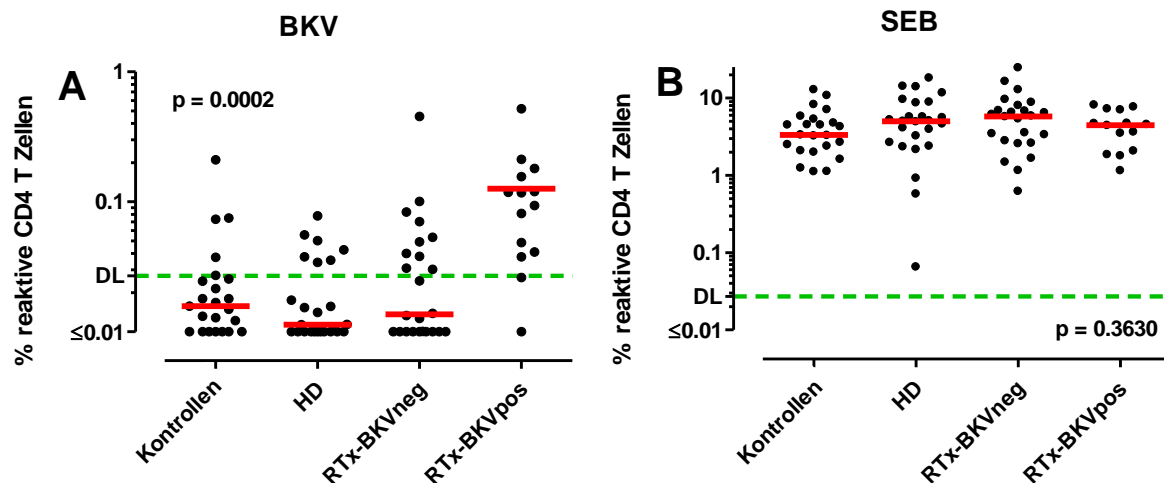 BKV
A
p = 0.0002
% reaktive CD4 T Zellen
1
0.1
DL
≤0.01
Kontrollen
HD
RTx-BKVneg
RTx-BKVpos
SEB
B
% reaktive CD4 T Zellen
10
1
0.1
DL
≤0.01
p = 0.3630
Kontrollen
HD
RTx-BKVneg
RTx-BKVpos